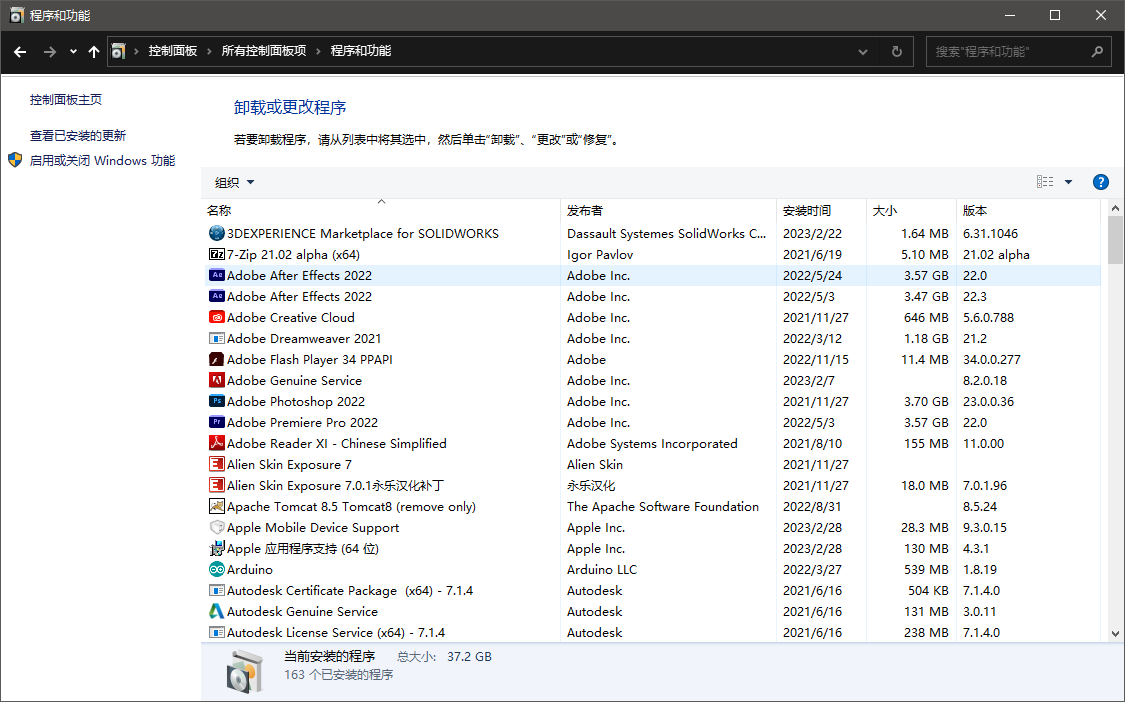 程序和功能
控制面板 › 所有控制面板项 › 程序和功能
搜索"程序和功能"
控制面板主页
查看已安装的更新
启用或关闭 Windows 功能
卸载或更改程序
若要卸载程序，请从列表中将其选中，然后单击“卸载”、“更改”或“修复”。
组织
名称 发布者 安装时间 大小 版本
3DEXPERIENCE Marketplace for SOLIDWORKS Dassault Systemes SolidWorks C... 2023/2/22 1.64 MB 6.31.1046
7-Zip 21.02 alpha (x64) Igor Pavlov 2021/6/19 5.10 MB 21.02 alpha
Adobe After Effects 2022 Adobe Inc. 2022/5/24 3.57 GB 22.0
Adobe After Effects 2022 Adobe Inc. 2022/5/3 3.47 GB 22.3
Adobe Creative Cloud Adobe Inc. 2021/11/27 646 MB 5.6.0.788
Adobe Dreamweaver 2021 Adobe Inc. 2022/3/12 1.18 GB 21.2
Adobe Flash Player 34 PPAPI Adobe 2022/11/15 11.4 MB 34.0.0.277
Adobe Genuine Service Adobe Inc. 2023/2/7 8.2.0.18
Adobe Photoshop 2022 Adobe Inc. 2021/11/27 3.70 GB 23.0.0.36
Adobe Premiere Pro 2022 Adobe Inc. 2022/5/3 3.57 GB 22.0
Adobe Reader XI - Chinese Simplified Adobe Systems Incorporated 2021/8/10 155 MB 11.0.00
Alien Skin Exposure 7 Alien Skin 2021/11/27
Alien Skin Exposure 7.0.1永乐汉化补丁 永乐汉化 2021/11/27 18.0 MB 7.0.1.96
Apache Tomcat 8.5 Tomcat8 (remove only) The Apache Software Foundation 2022/8/31 8.5.24
Apple Mobile Device Support Apple Inc. 2023/2/28 28.3 MB 9.3.0.15
Apple 应用程序支持 (64 位) Apple Inc. 2023/2/28 130 MB 4.3.1
Arduino Arduino LLC 2022/3/27 539 MB 1.8.19
Autodesk Certificate Package  (x64) - 7.1.4 Autodesk 2021/6/16 504 KB 7.1.4.0
Autodesk Genuine Service Autodesk 2021/6/16 131 MB 3.0.11
Autodesk License Service (x64) - 7.1.4 Autodesk 2021/6/16 238 MB 7.1.4.0
当前安装的程序 总大小: 37.2 GB
163 个已安装的程序